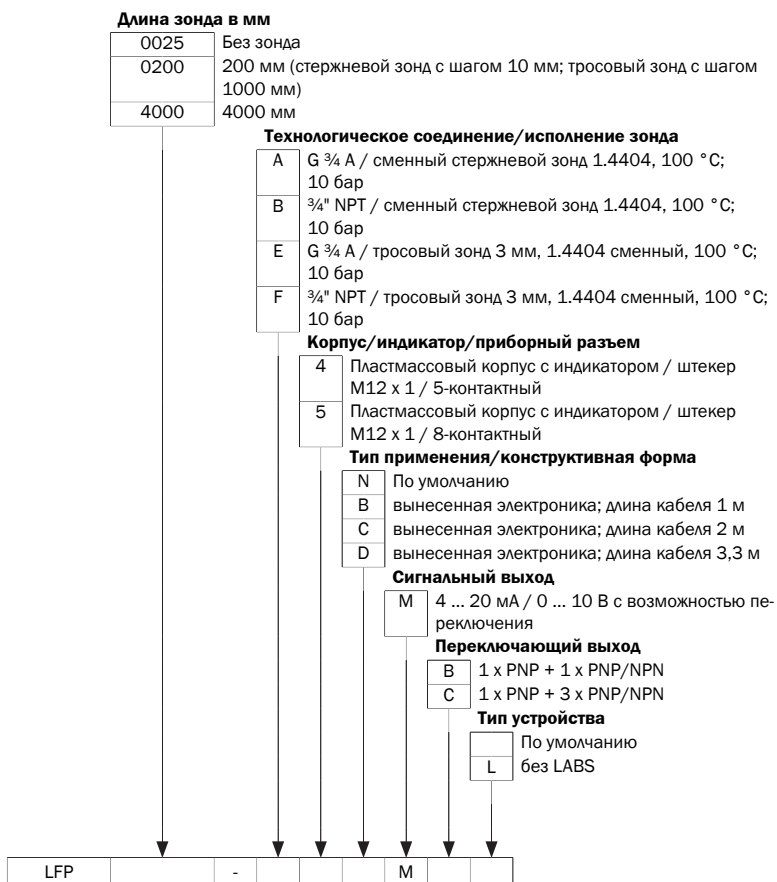 Длина зонда в мм
0025 Без зонда
0200 200 мм (стержневой зонд с шагом 10 мм; тросовый зонд с шагом
1000 мм)
4000 4000 мм
Технологическое соединение/исполнение зонда
A G ¾ A / сменный стержневой зонд 1.4404, 100 °C;
10 бар
B ¾" NPT / сменный стержневой зонд 1.4404, 100 °C;
10 бар
E G ¾ A / тросовый зонд 3 мм, 1.4404 сменный, 100 °C;
10 бар
F ¾" NPT / тросовый зонд 3 мм, 1.4404 сменный, 100 °C;
10 бар
Корпус/индикатор/приборный разъем
4 Пластмассовый корпус с индикатором / штекер
M12 x 1 / 5-контактный
5 Пластмассовый корпус с индикатором / штекер
M12 x 1 / 8-контактный
Тип применения/конструктивная форма
N По умолчанию
B вынесенная электроника; длина кабеля 1 м
C вынесенная электроника; длина кабеля 2 м
D вынесенная электроника; длина кабеля 3,3 м
Сигнальный выход
M 4 ... 20 мА / 0 ... 10 В с возможностью пе-
реключения
Переключающий выход
B 1 x PNP + 1 x PNP/NPN
C 1 x PNP + 3 x PNP/NPN
Тип устройства
По умолчанию
L без LABS
LFP - M